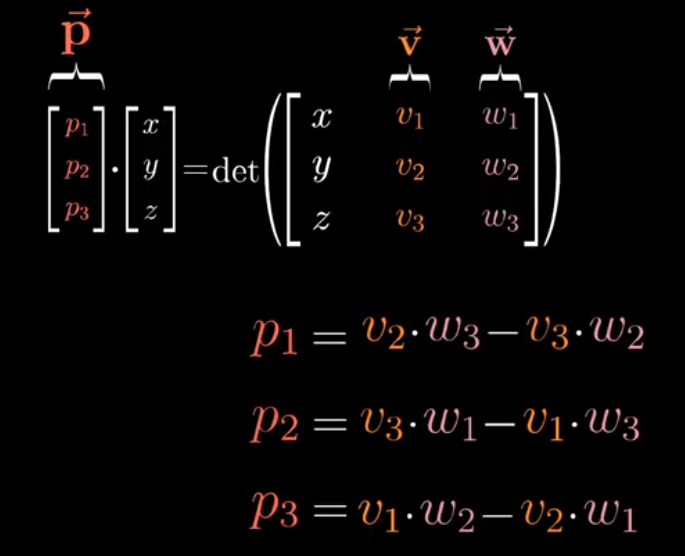 p⃗ v⃗ w⃗
[p₁ p₂ p₃] · [x y z] = det([x v₁ w₁
y v₂ w₂
z v₃ w₃])
p₁ = v₂·w₃−v₃·w₂
p₂ = v₃·w₁−v₁·w₃
p₃ = v₁·w₂−v₂·w₁